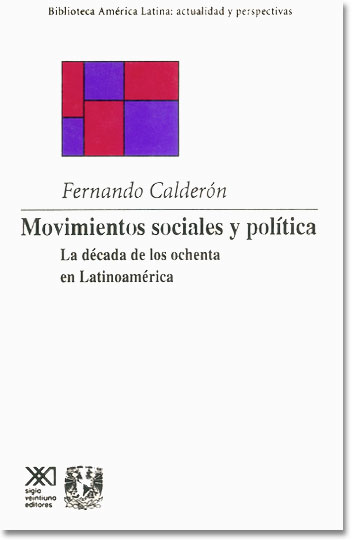 Biblioteca América Latina: actualidad y perspectivas
Fernando Calderón
Movimientos sociales y política
La década de los ochenta
en Latinoamérica
siglo
veintiuno
editores